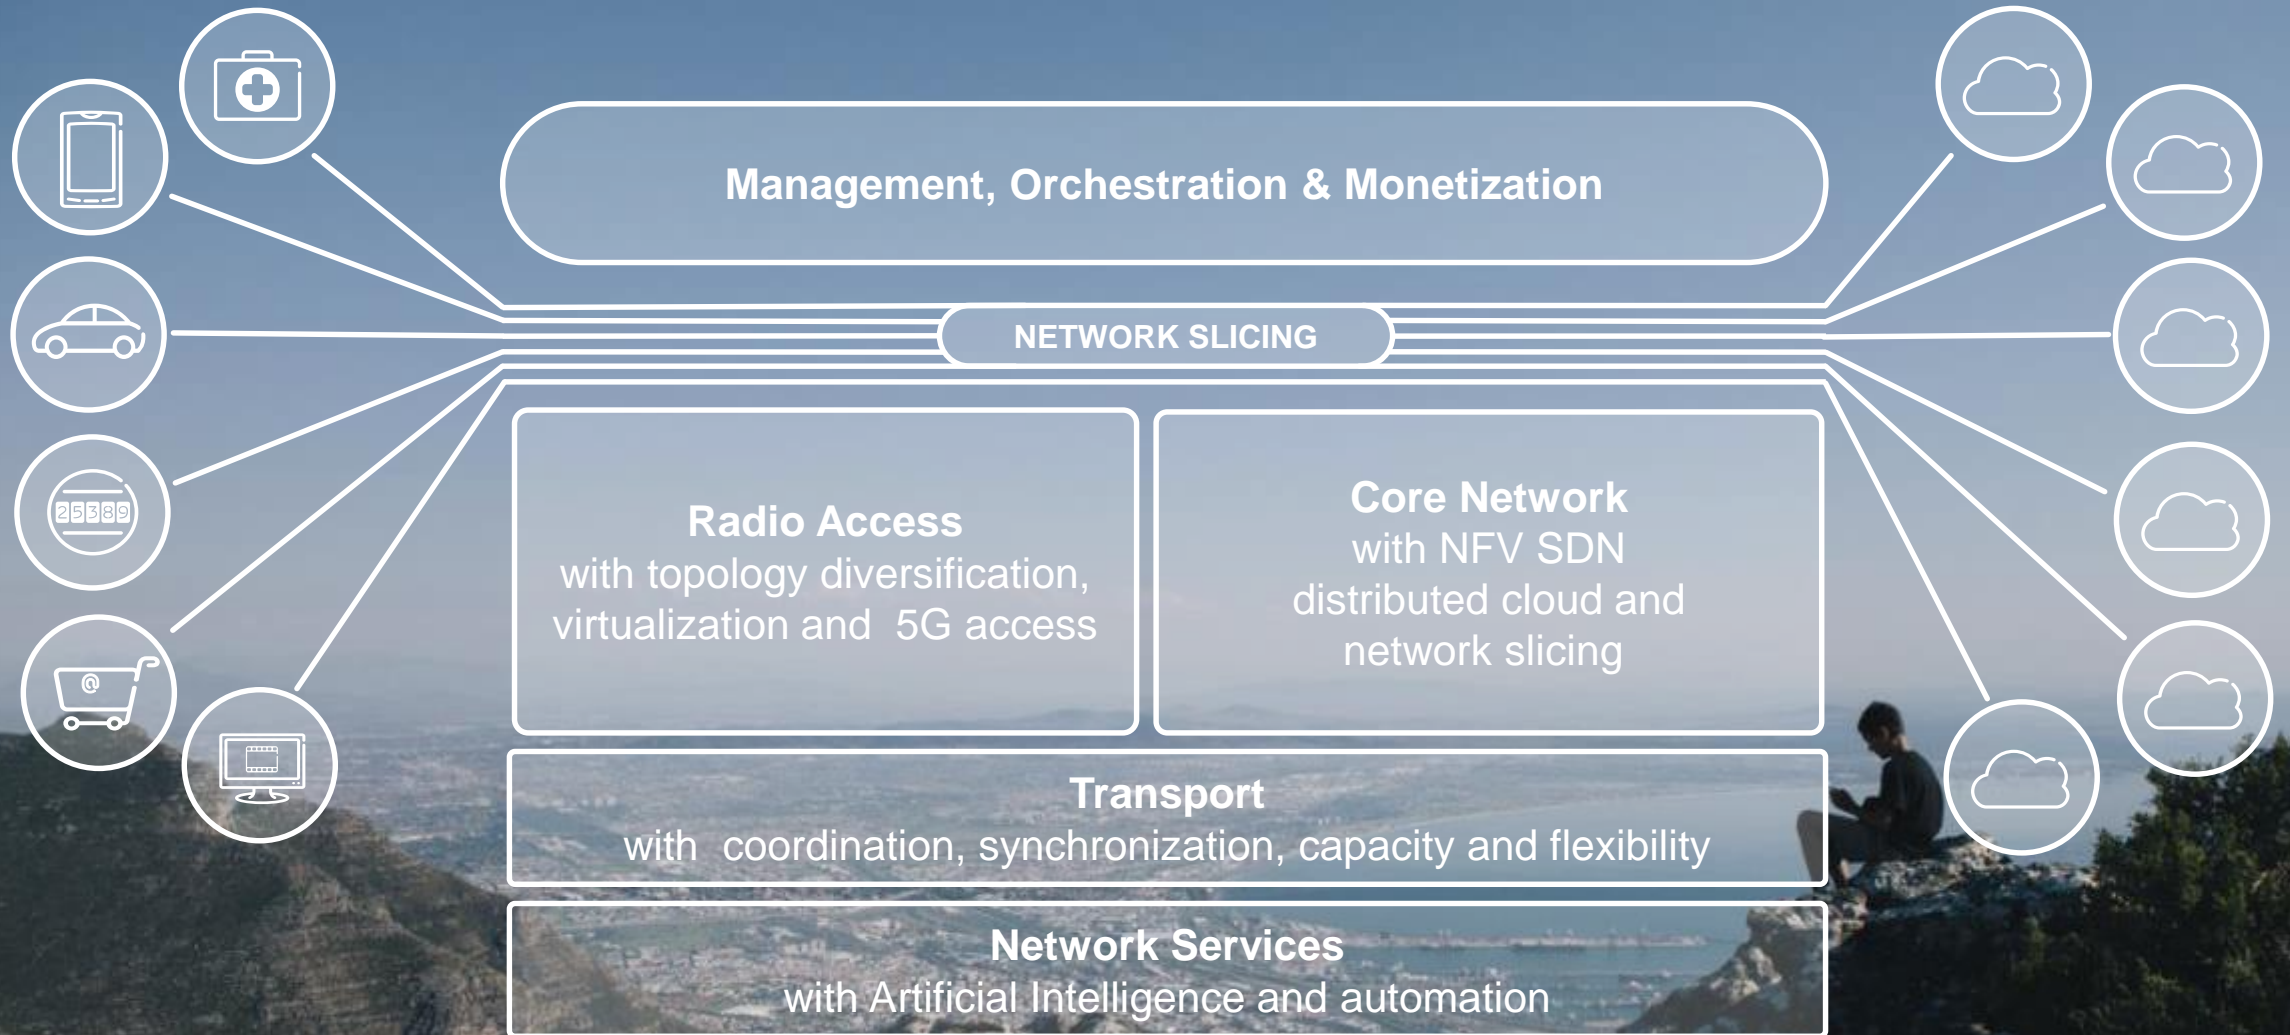 Management, Orchestration & Monetization
NETWORK SLICING
25389
@
Radio Access
with topology diversification,
virtualization and 5G access
Core Network
with NFV SDN
distributed cloud and
network slicing
Transport
with coordination, synchronization, capacity and flexibility
Network Services
with Artificial Intelligence and automation